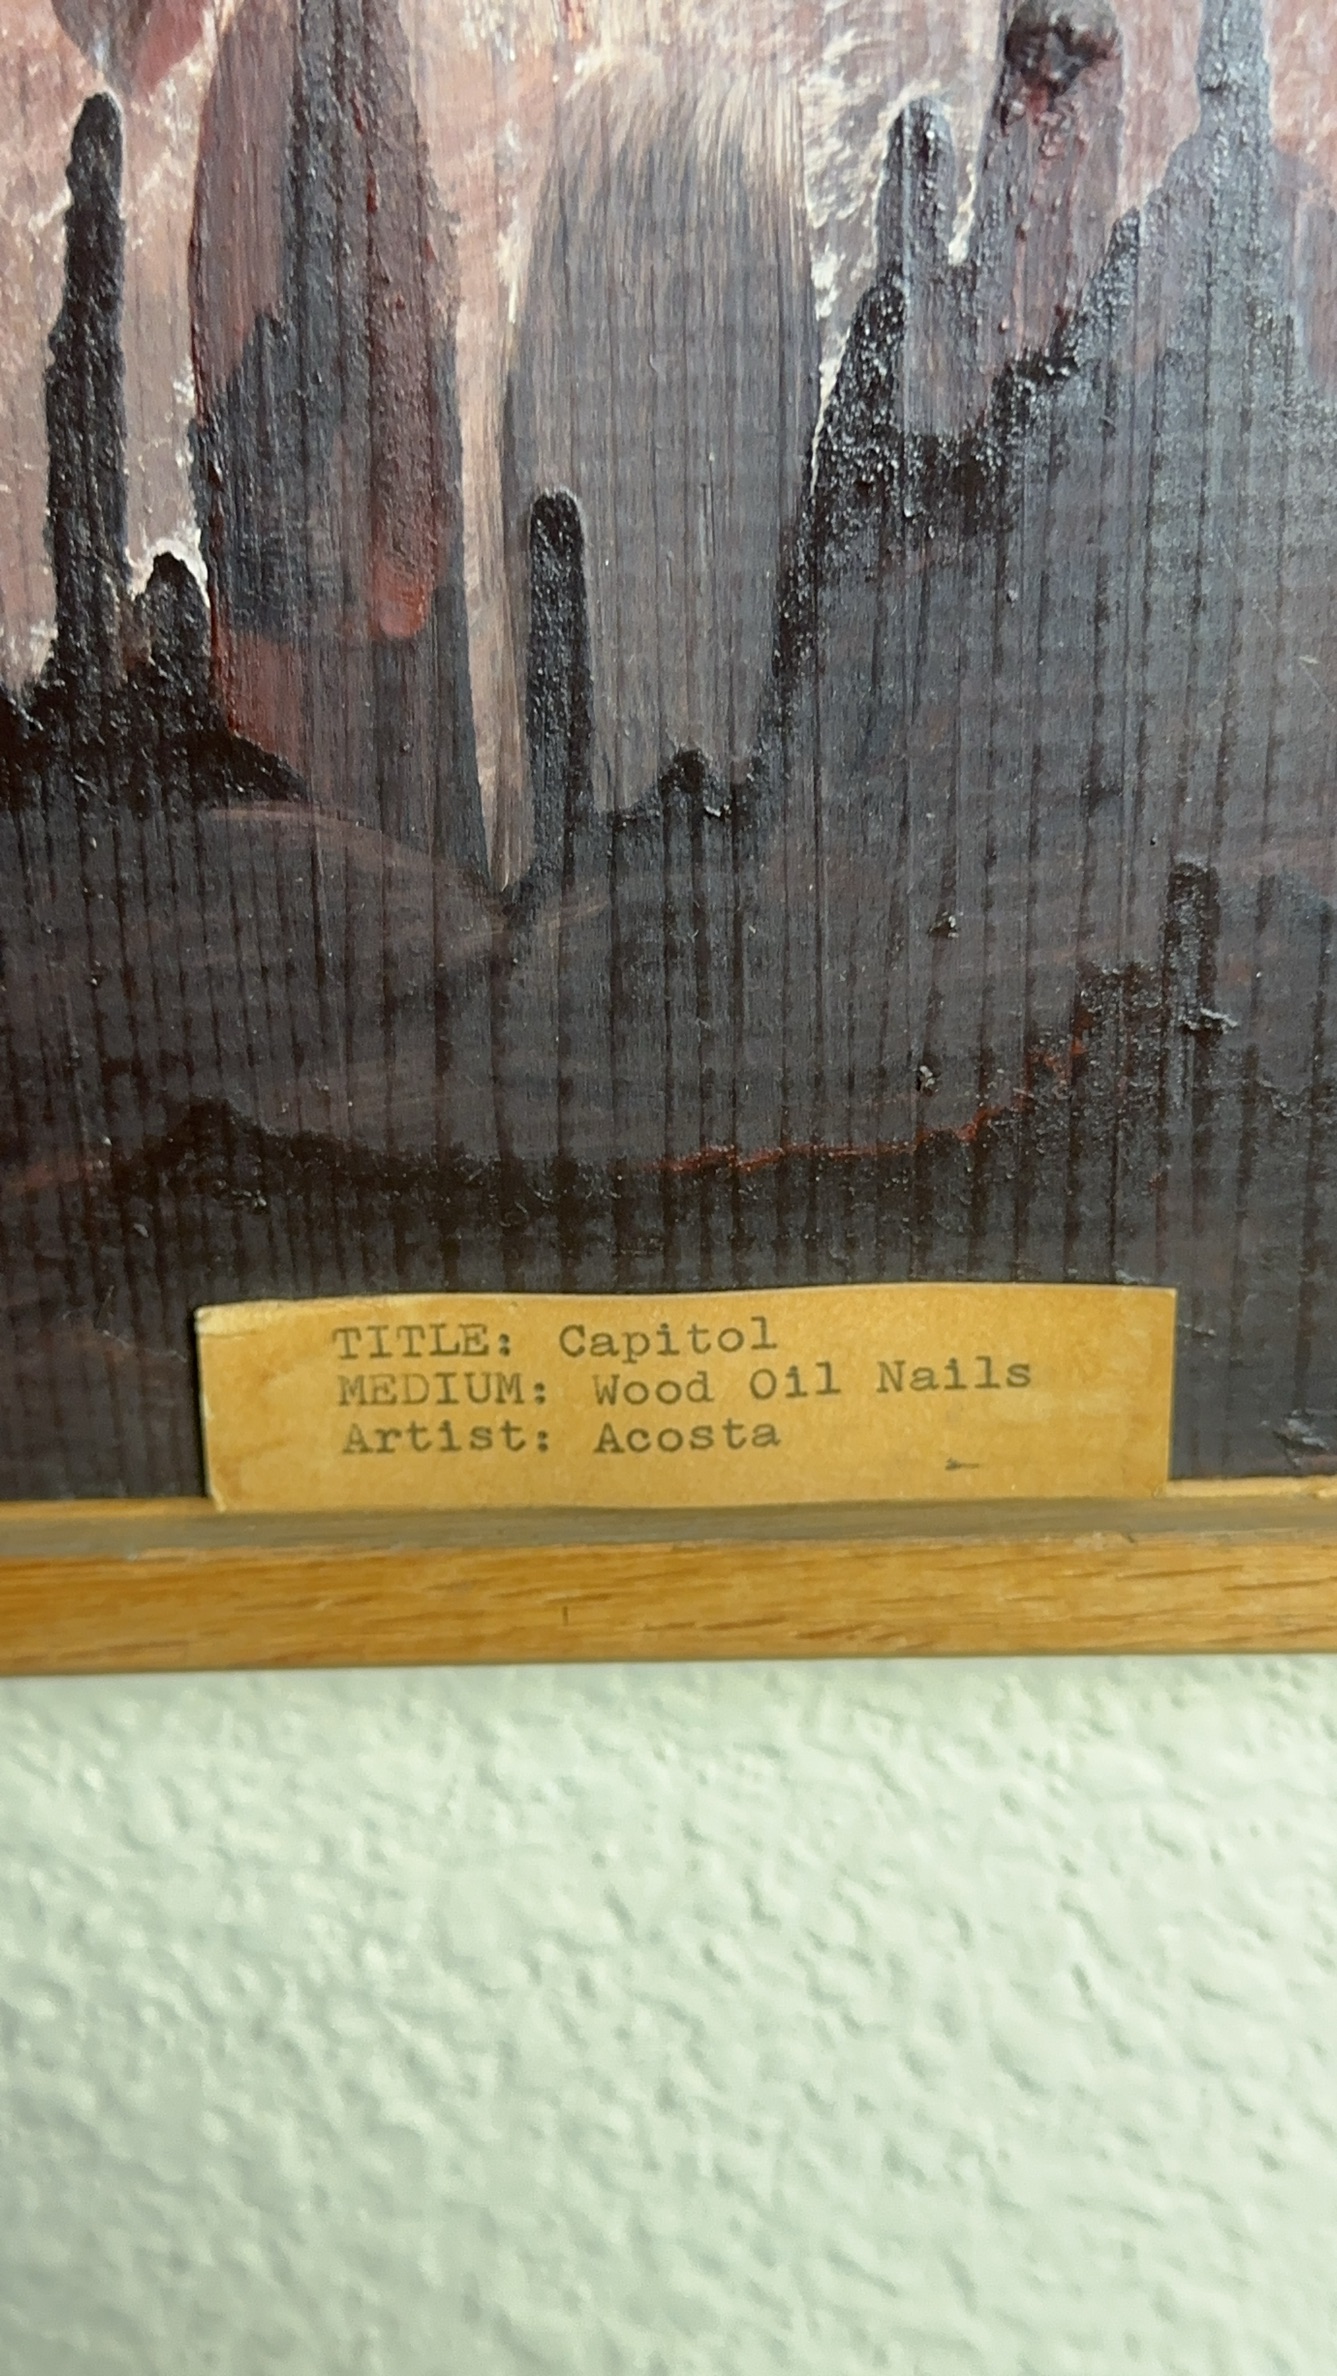 TITLE: Capitol
MEDIUM: Wood Oil Nails
Artist: Acosta